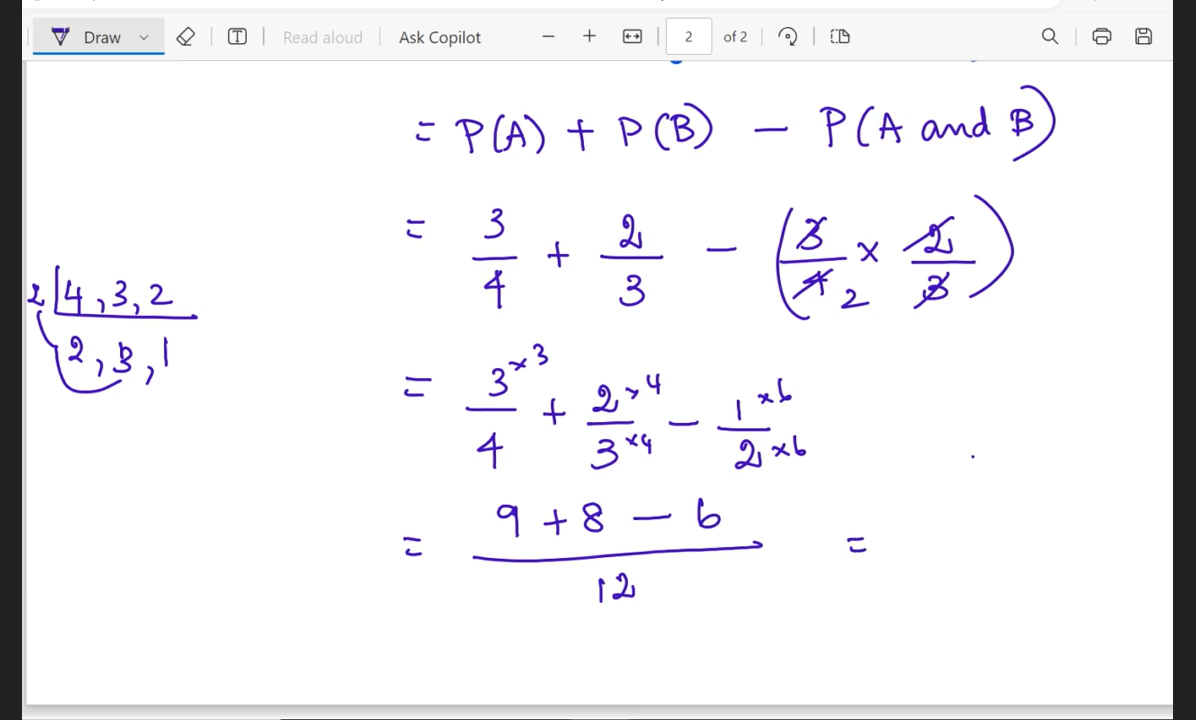 Draw Read aloud Ask Copilot − + 2 of 2
= P(A) + P(B) − P(A and B)
= 3/4 + 2/3 − (3/4 2 × 2/3)
2 | 4, 3, 2
2, 3, 1
= 3×3/4 + 2×4/3×4 − 1×6/2×6
= 9 + 8 − 6/12 =